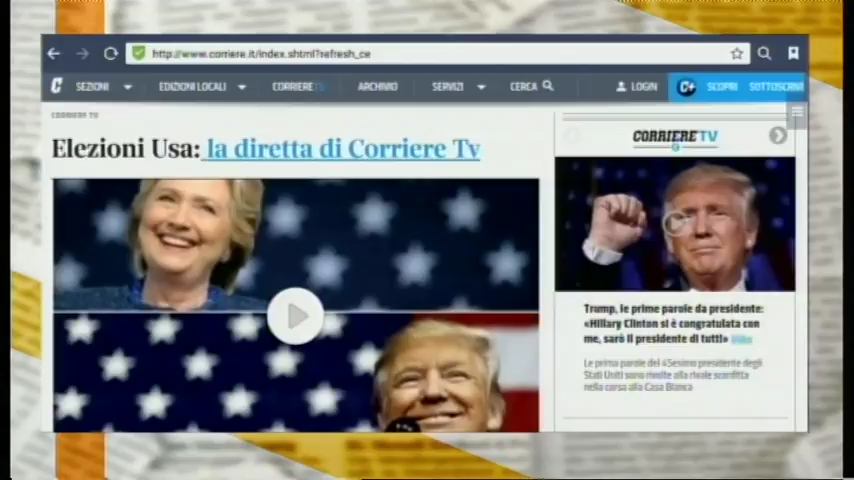 http://www.corriere.it/index.shtml?refresh_ce
C SEZIONI EDIZIONI LOCALI CORRIERETV ARCHIVIO SERVIZI CERCA LOGIN C+ SCOPRI SOTTOSCRIVI
CORRIERE TV
Elezioni Usa: la diretta di Corriere Tv
CORRIERETV
Trump, le prime parole da presidente:
«Hillary Clinton si è congratulata con
me, sarò il presidente di tutti»
Le prime parole del 45esimo presidente degli
Stati Uniti sono rivolte alla rivale sconfitta
nella corsa alla Casa Bianca